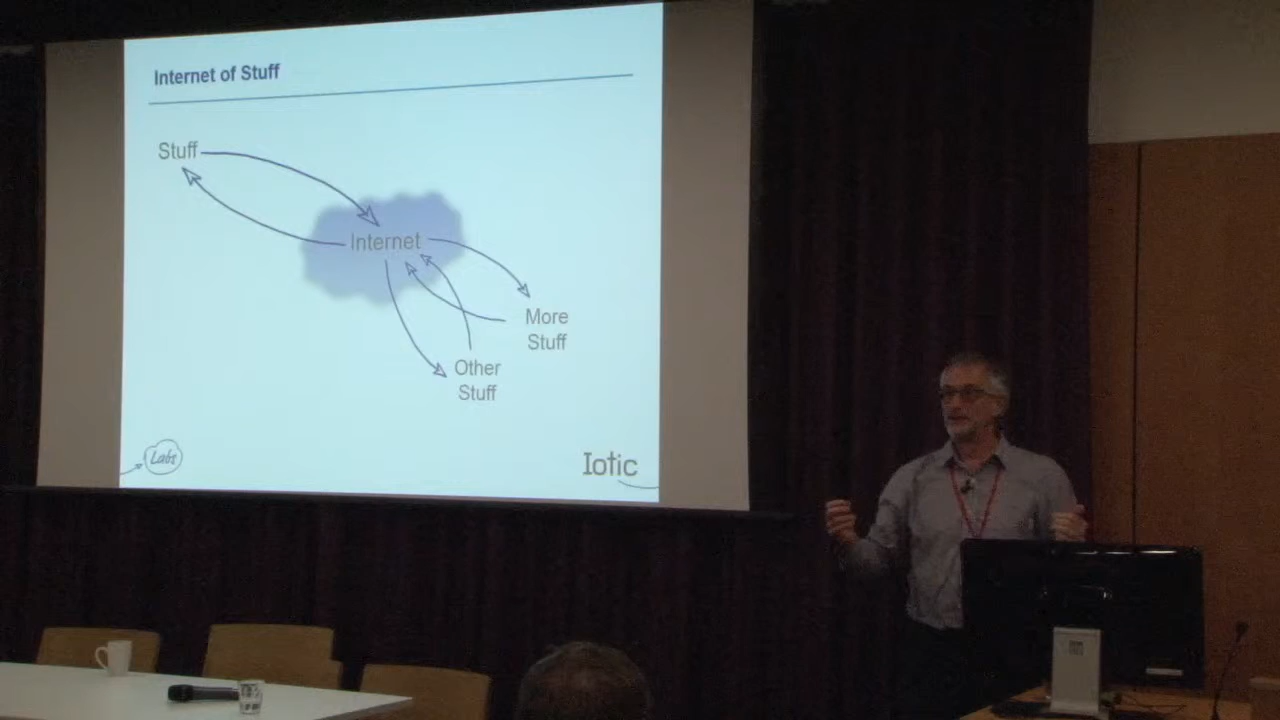 Internet of Stuff
Stuff
Internet
More
Stuff
Other
Stuff
Labs
Iotic